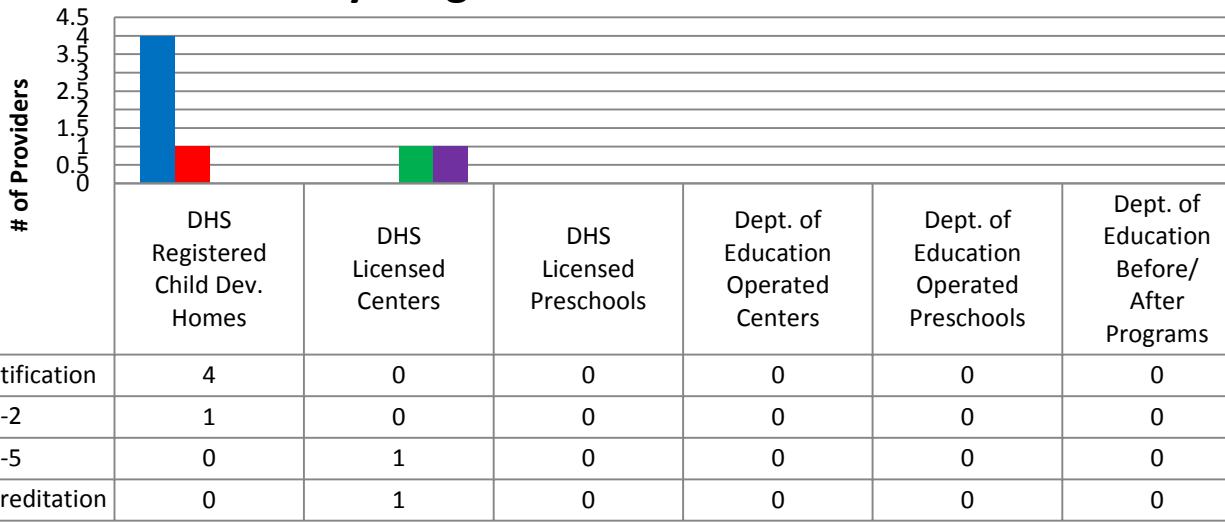 4.5
4
3.5
3
2.5
2
1.5
1
0.5
0
# of Providers
DHS
Registered
Child Dev.
Homes
DHS
Licensed
Centers
DHS
Licensed
Preschools
Dept. of
Education
Operated
Centers
Dept. of
Education
Operated
Preschools
Dept. of
Education
Before/
After
Programs
tification 4 0 0 0 0 0
-2 1 0 0 0 0 0
-5 0 1 0 0 0 0
reditation 0 1 0 0 0 0